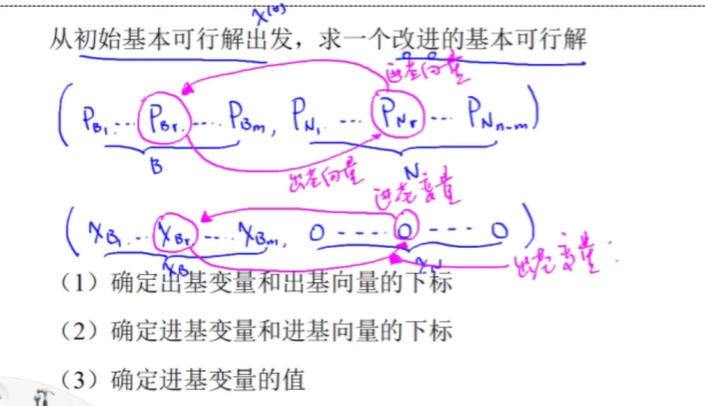 x⁽⁰⁾
从初始基本可行解出发，求一个改进的基本可行解
进基向量
(P_B₁ ... P_Br ... P_Bm, P_N₁ ... P_Nr ... P_Nn-m)
B
N
出基向量
进基变量
(X_B₁ ... X_Br ... X_Bm, 0 ---- 0 ---- 0)
X_B
X_N
出基变量
（1）确定出基变量和出基向量的下标
（2）确定进基变量和进基向量的下标
（3）确定进基变量的值